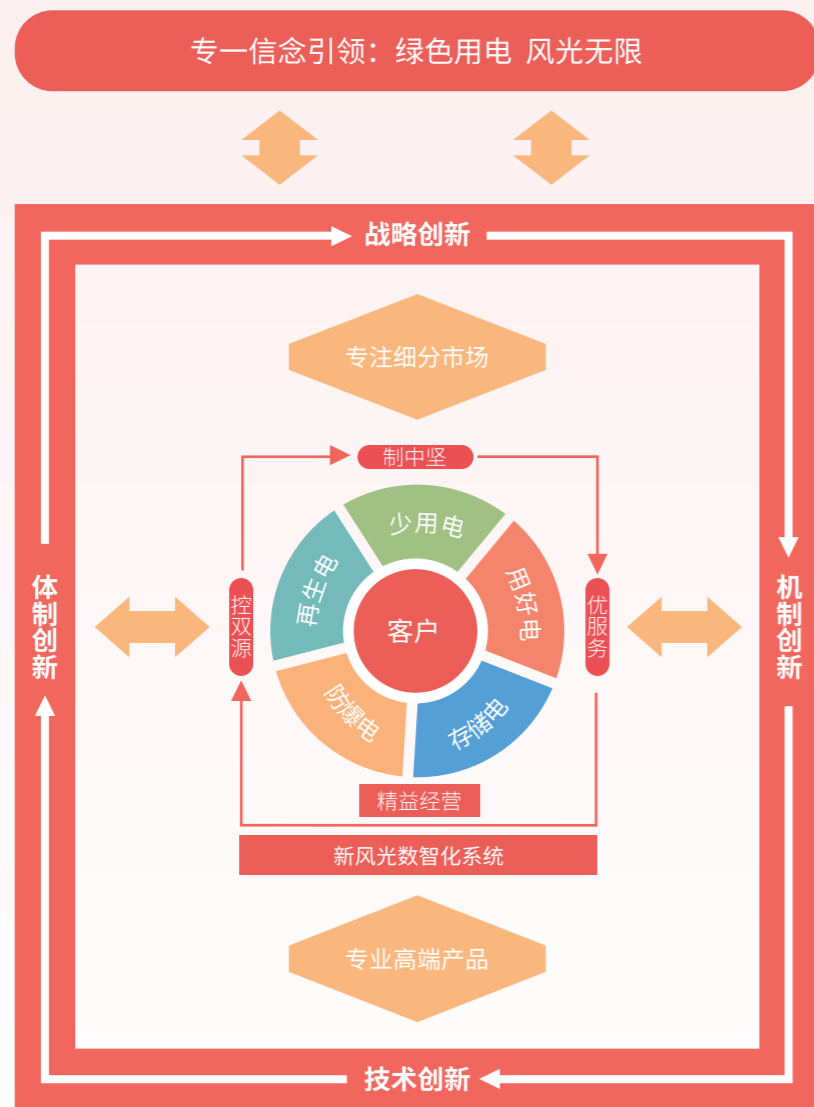 专一信念引领：绿色用电 风光无限
战略创新
专注细分市场
制中坚
少用电
再生电
用好电
客户
控双源
优服务
体制创新
机制创新
防爆电
存储电
精益经营
新风光数智化系统
专业高端产品
技术创新